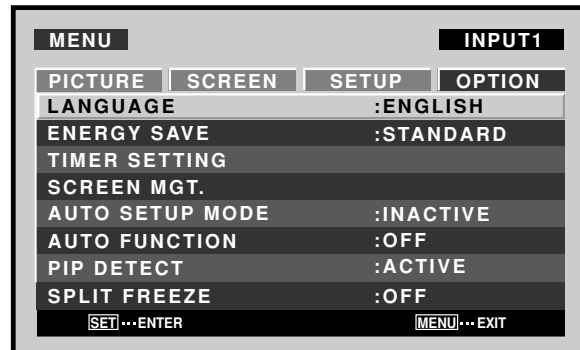 MENU INPUT1
PICTURE SCREEN SETUP OPTION
LANGUAGE :ENGLISH
ENERGY SAVE :STANDARD
TIMER SETTING
SCREEN MGT.
AUTO SETUP MODE :INACTIVE
AUTO FUNCTION :OFF
PIP DETECT :ACTIVE
SPLIT FREEZE :OFF
SET···ENTER MENU···EXIT